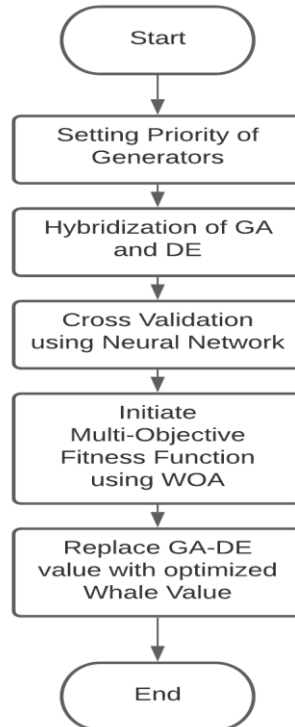 Start
Setting Priority of
Generators
Hybridization of GA
and DE
Cross Validation
using Neural Network
Initiate
Multi-Objective
Fitness Function
using WOA
Replace GA-DE
value with optimized
Whale Value
End